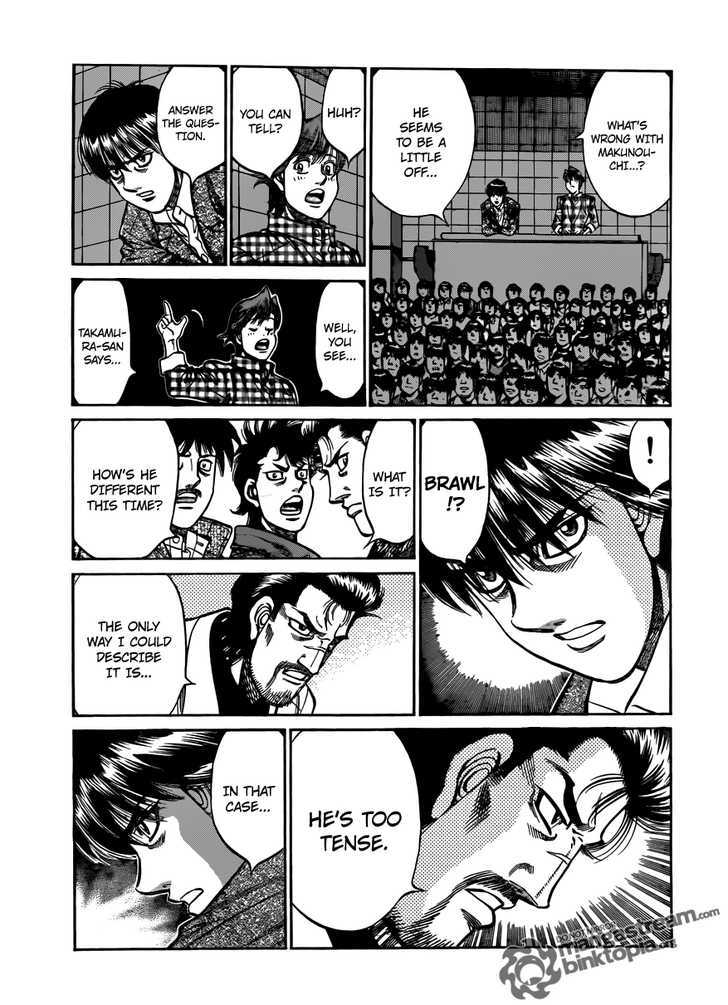 WHAT'S
WRONG WITH
MAKUNOU-
CHI...?
HE
SEEMS
TO BE A
LITTLE
OFF...
HUH?
YOU CAN
TELL?
ANSWER
THE QUES-
TION.
WELL,
YOU
SEE...
TAKAMU-
RA-SAN
SAYS...
!
BRAWL
!?
WHAT
IS IT?
HOW'S HE
DIFFERENT
THIS TIME?
THE ONLY
WAY I COULD
DESCRIBE
IT IS...
HE'S TOO
TENSE.
IN THAT
CASE...
mangastream.com
binktopia